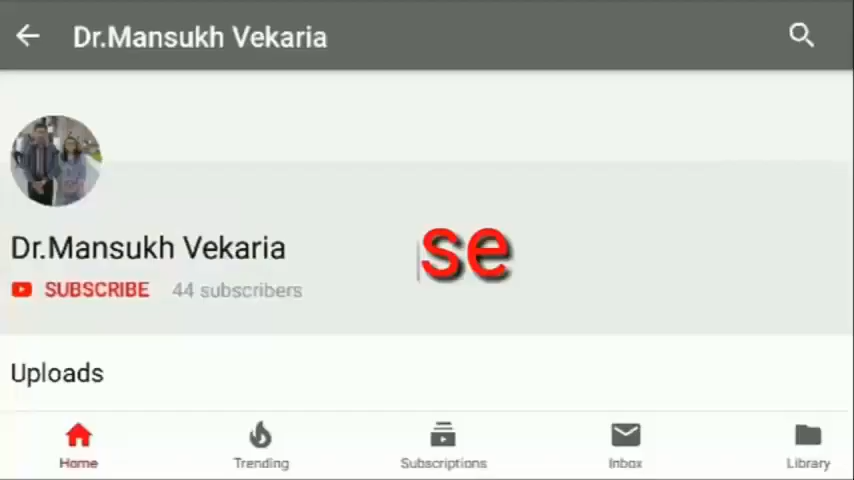 Dr.Mansukh Vekaria
Dr.Mansukh Vekaria
se
SUBSCRIBE 44 subscribers
Uploads
Home Trending Subscriptions Inbox Library